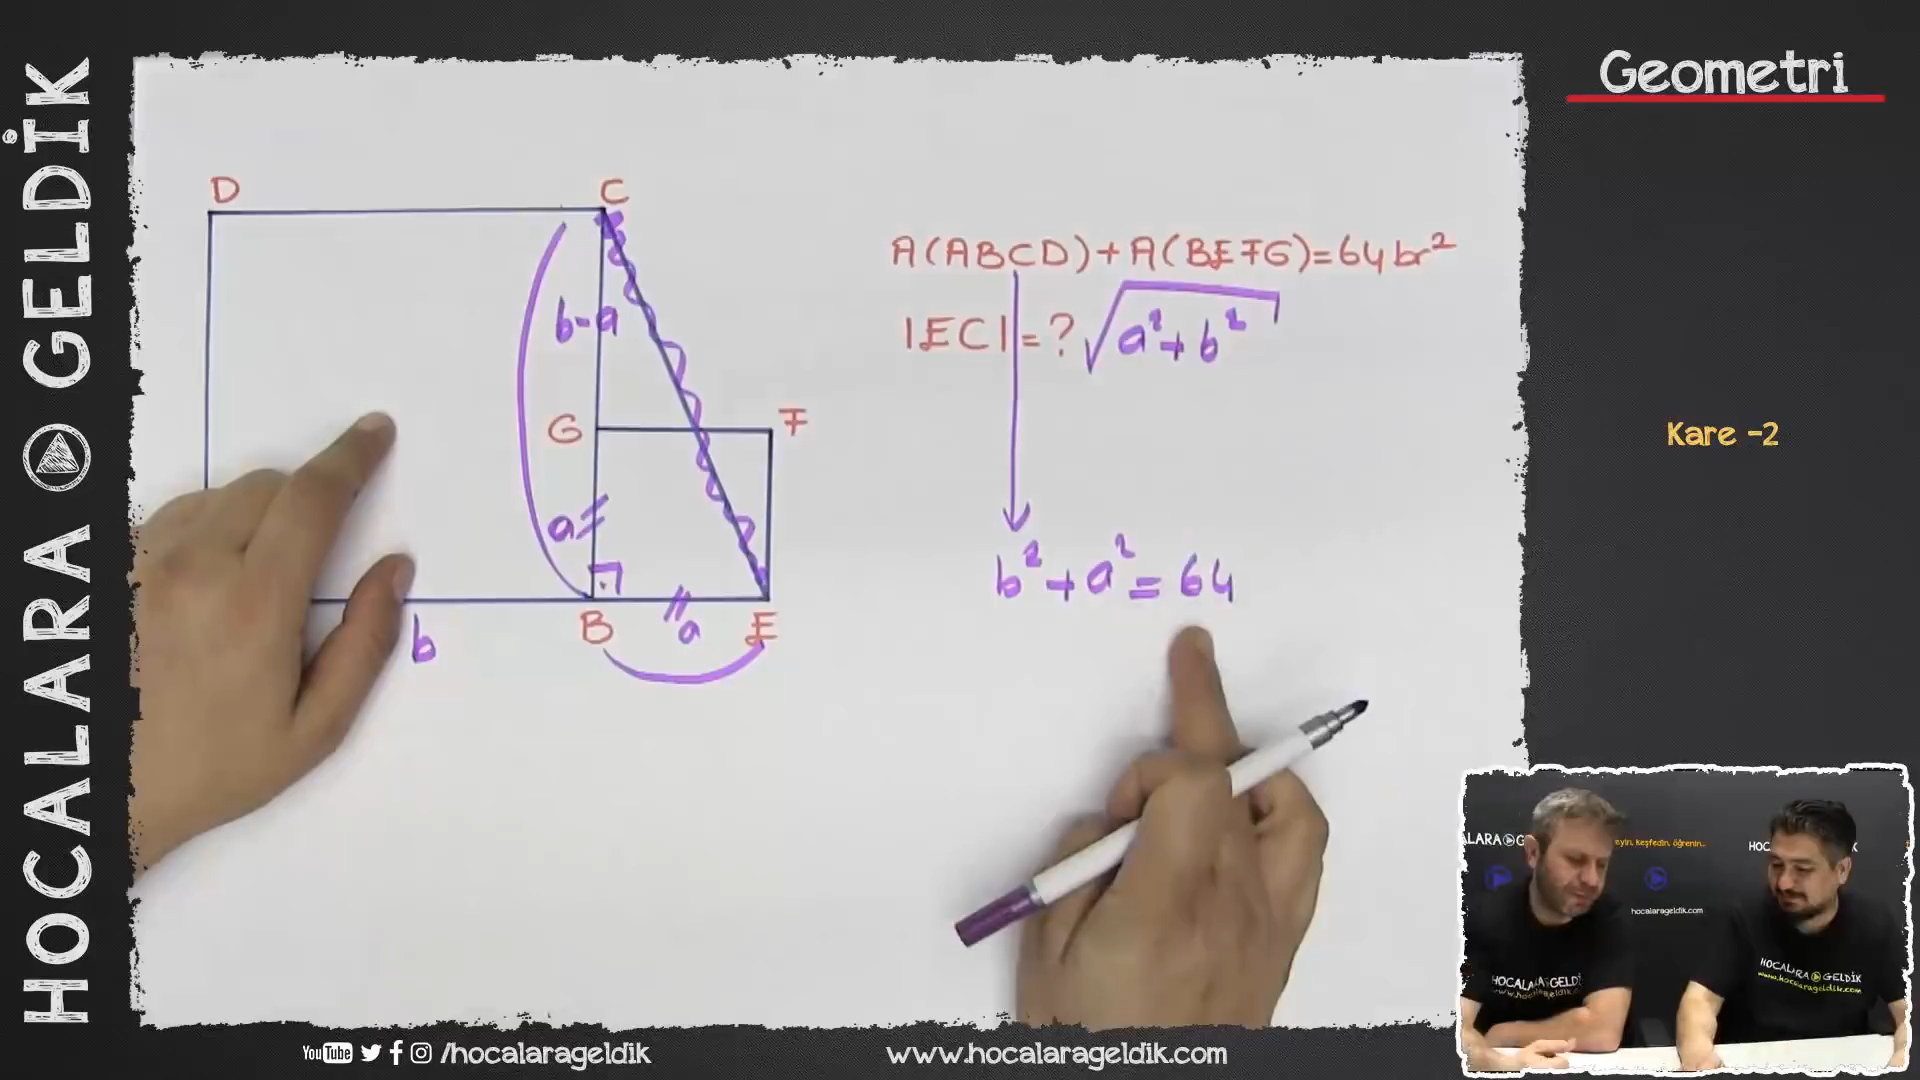 HOCALARA GELDİK
Geometri
Kare -2
D
C
A(ABCD)+A(BEFG)=64br²
b-a
|EC|=? √a²+b²
G
F
a
b²+a²=64
B
a
E
b
HOCALARA GELDİK
www.hocalarageldik.com
hocalarageldik.com
YouTube /hocalarageldik
www.hocalarageldik.com